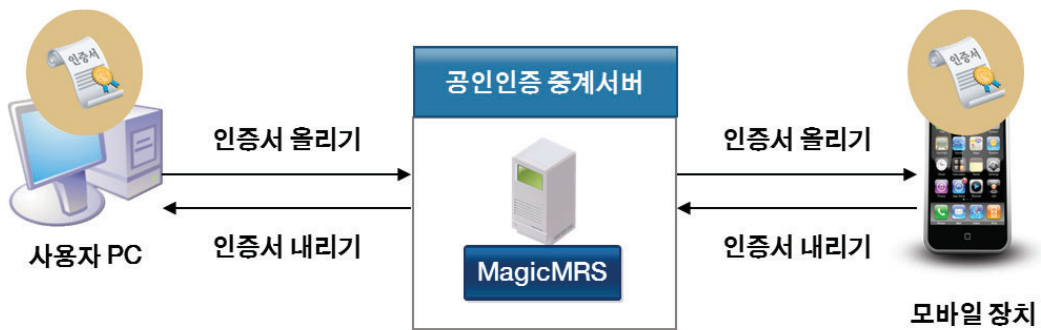 인증서
인증서
공인인증 중계서버
인증서 올리기
인증서 올리기
인증서 내리기
인증서 내리기
사용자 PC
MagicMRS
모바일 장치